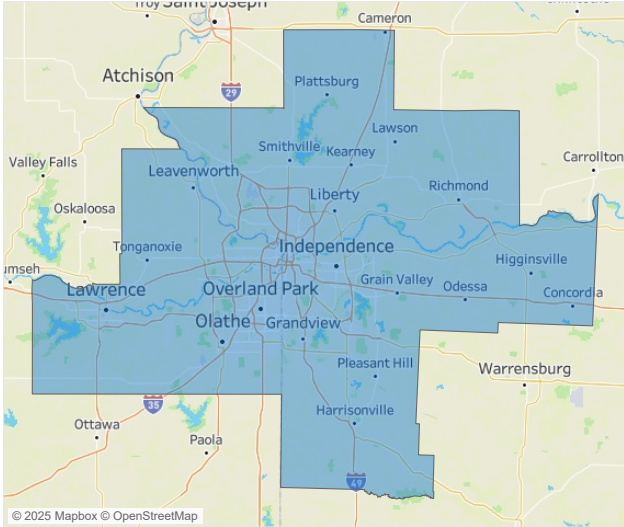 Troy
Saint Joseph
Cameron
Atchison
29
Plattsburg
Lawson
Smithville
Kearney
Carrollton
Valley Falls
Leavenworth
Richmond
Liberty
Oskaloosa
Tonganoxie
Independence
Higginsville
umseh
Grain Valley
Odessa
Lawrence
Overland Park
Concordia
Olathe
Grandview
Pleasant Hill
Warrensburg
35
Harrisonville
Ottawa
Paola
49
© 2025 Mapbox © OpenStreetMap